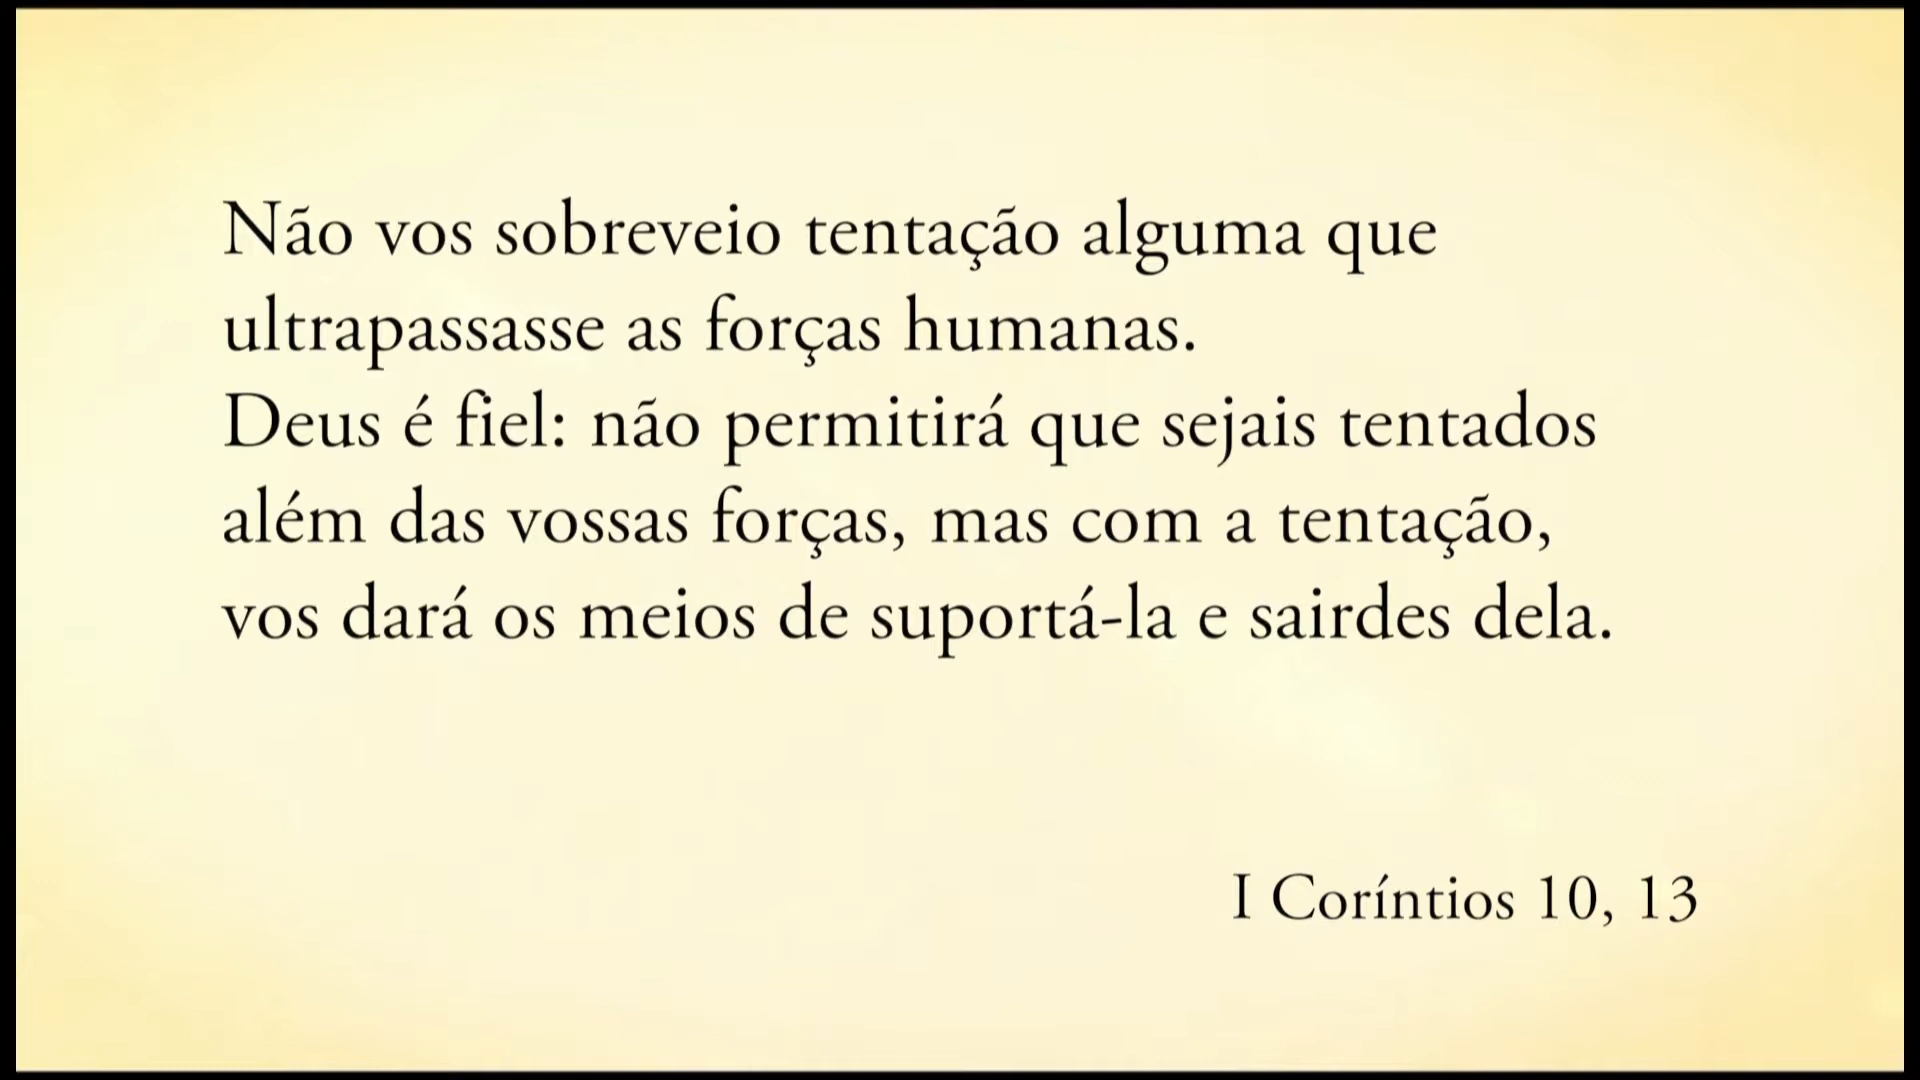 Não vos sobreveio tentação alguma que
ultrapassasse as forças humanas.
Deus é fiel: não permitirá que sejais tentados
além das vossas forças, mas com a tentação,
vos dará os meios de suportá-la e sairdes dela.
I Coríntios 10, 13